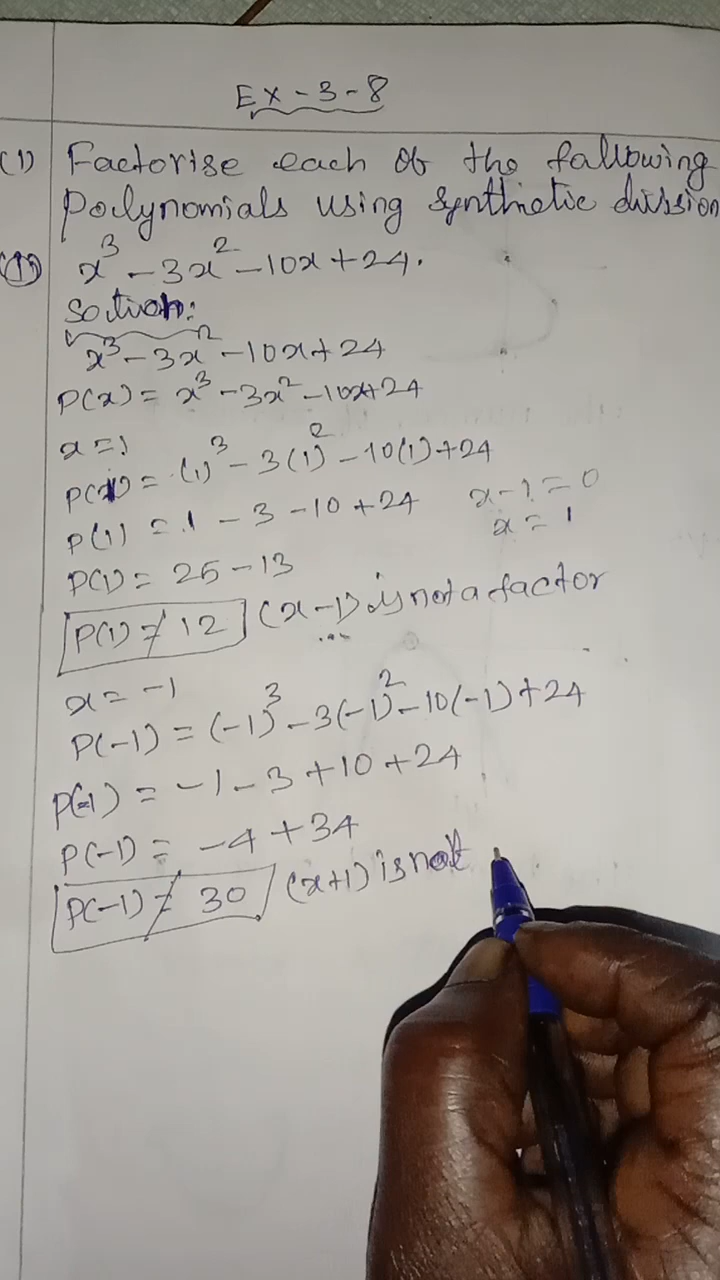 Ex-3-8
(1) Factorise each of the fallowing
Polynomials using Synthetic division
(1) x³ - 3x² - 10x + 24.
Solution:
x³ - 3x² - 10x + 24
P(x) = x³ - 3x² - 10x + 24
x = 1
P(1) = (1)³ - 3(1)² - 10(1) + 24
P(1) = 1 - 3 - 10 + 24
x - 1 = 0
x = 1
P(1) = 25 - 13
P(1) ≠ 12 (x - 1) is not a factor
x = -1
P(-1) = (-1)³ - 3(-1)² - 10(-1) + 24
P(-1) = -1 - 3 + 10 + 24
P(-1) = -4 + 34
P(-1) ≠ 30 (x+1) is not